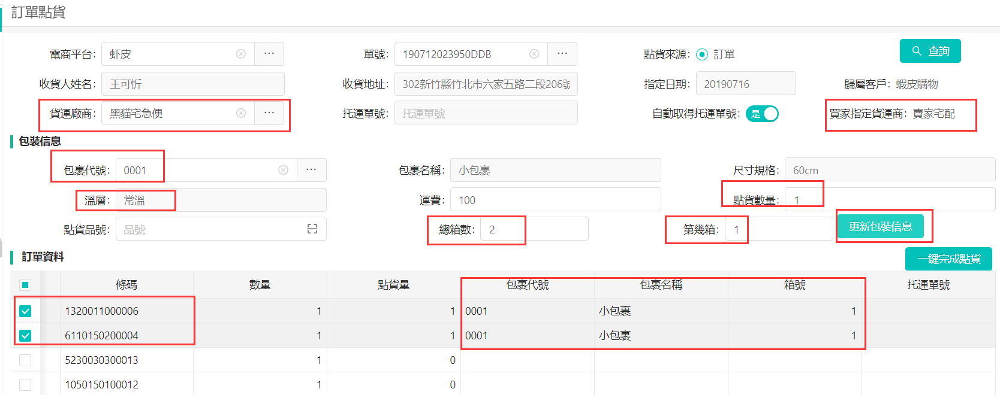 訂單點貨
電商平台： 虾皮 ... 單號： 190712023950DDB ... 點貨來源： 訂單 查詢
收貨人姓名： 王可忻 收貨地址： 302新竹縣竹北市六家五路二段206號 指定日期： 20190716 歸屬客戶： 蝦皮購物
貨運廠商： 黑貓宅急便 ... 托運單號： 托運單號 自動取得托運單號： 是 買家指定貨運商： 賣家宅配
包裝信息
包裹代號： 0001 ... 包裹名稱： 小包裹 尺寸規格： 60cm
溫層： 常溫 運費： 100 點貨數量： 1
點貨品號： 品號 總箱數： 2 第幾箱： 1 更新包裝信息
訂單資料 一鍵完成點貨
條碼 數量 點貨量 包裹代號 包裹名稱 箱號 托運單號
1320011000006 1 1 0001 小包裹 1
6110150200004 1 1 0001 小包裹 1
5230030300013 1 0
1050150100012 1 0